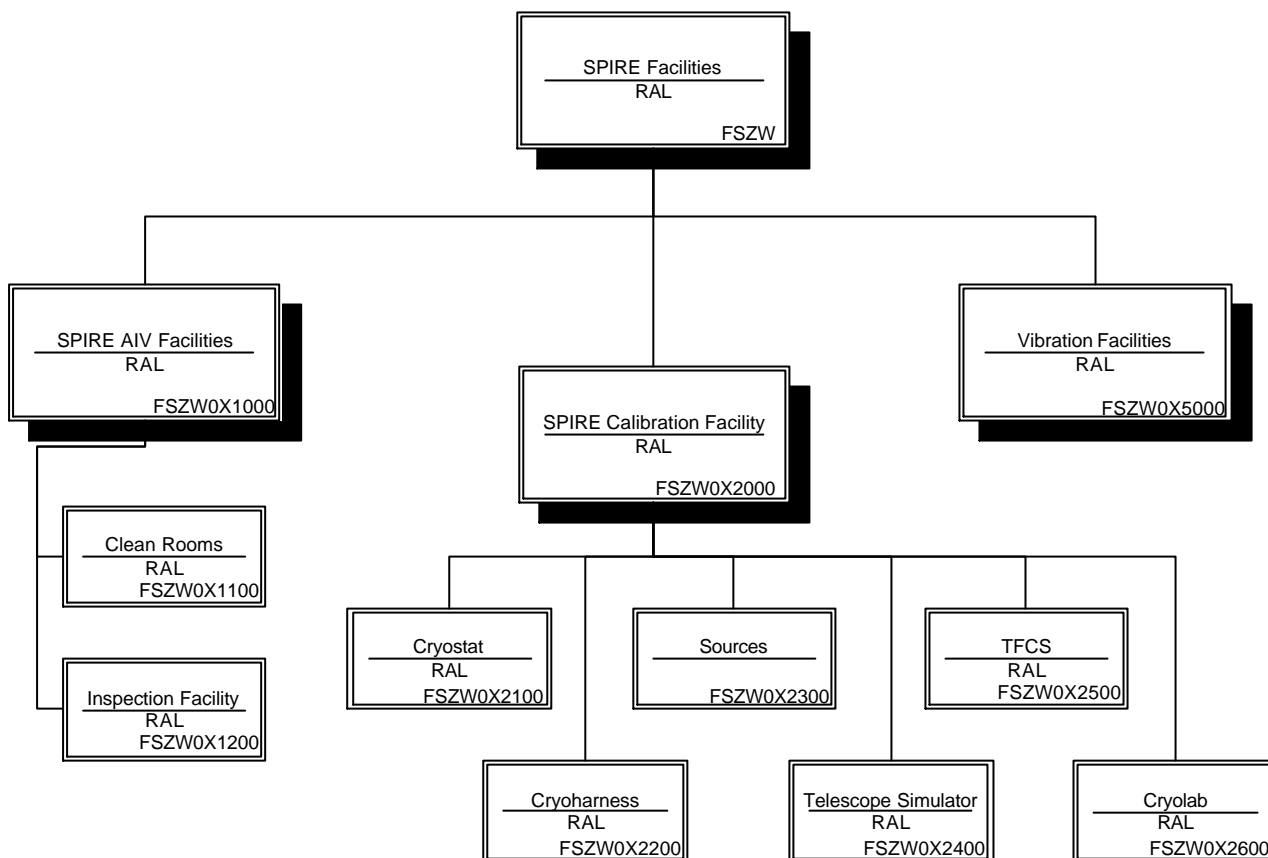 SPIRE Facilities
RAL
FSZW
SPIRE AIV Facilities
RAL
FSZW0X1000
Vibration Facilities
RAL
FSZW0X5000
SPIRE Calibration Facility
RAL
FSZW0X2000
Clean Rooms
RAL
FSZW0X1100
Inspection Facility
RAL
FSZW0X1200
Cryostat
RAL
FSZW0X2100
Sources
FSZW0X2300
TFCS
RAL
FSZW0X2500
Cryoharness
RAL
FSZW0X2200
Telescope Simulator
RAL
FSZW0X2400
Cryolab
RAL
FSZW0X2600